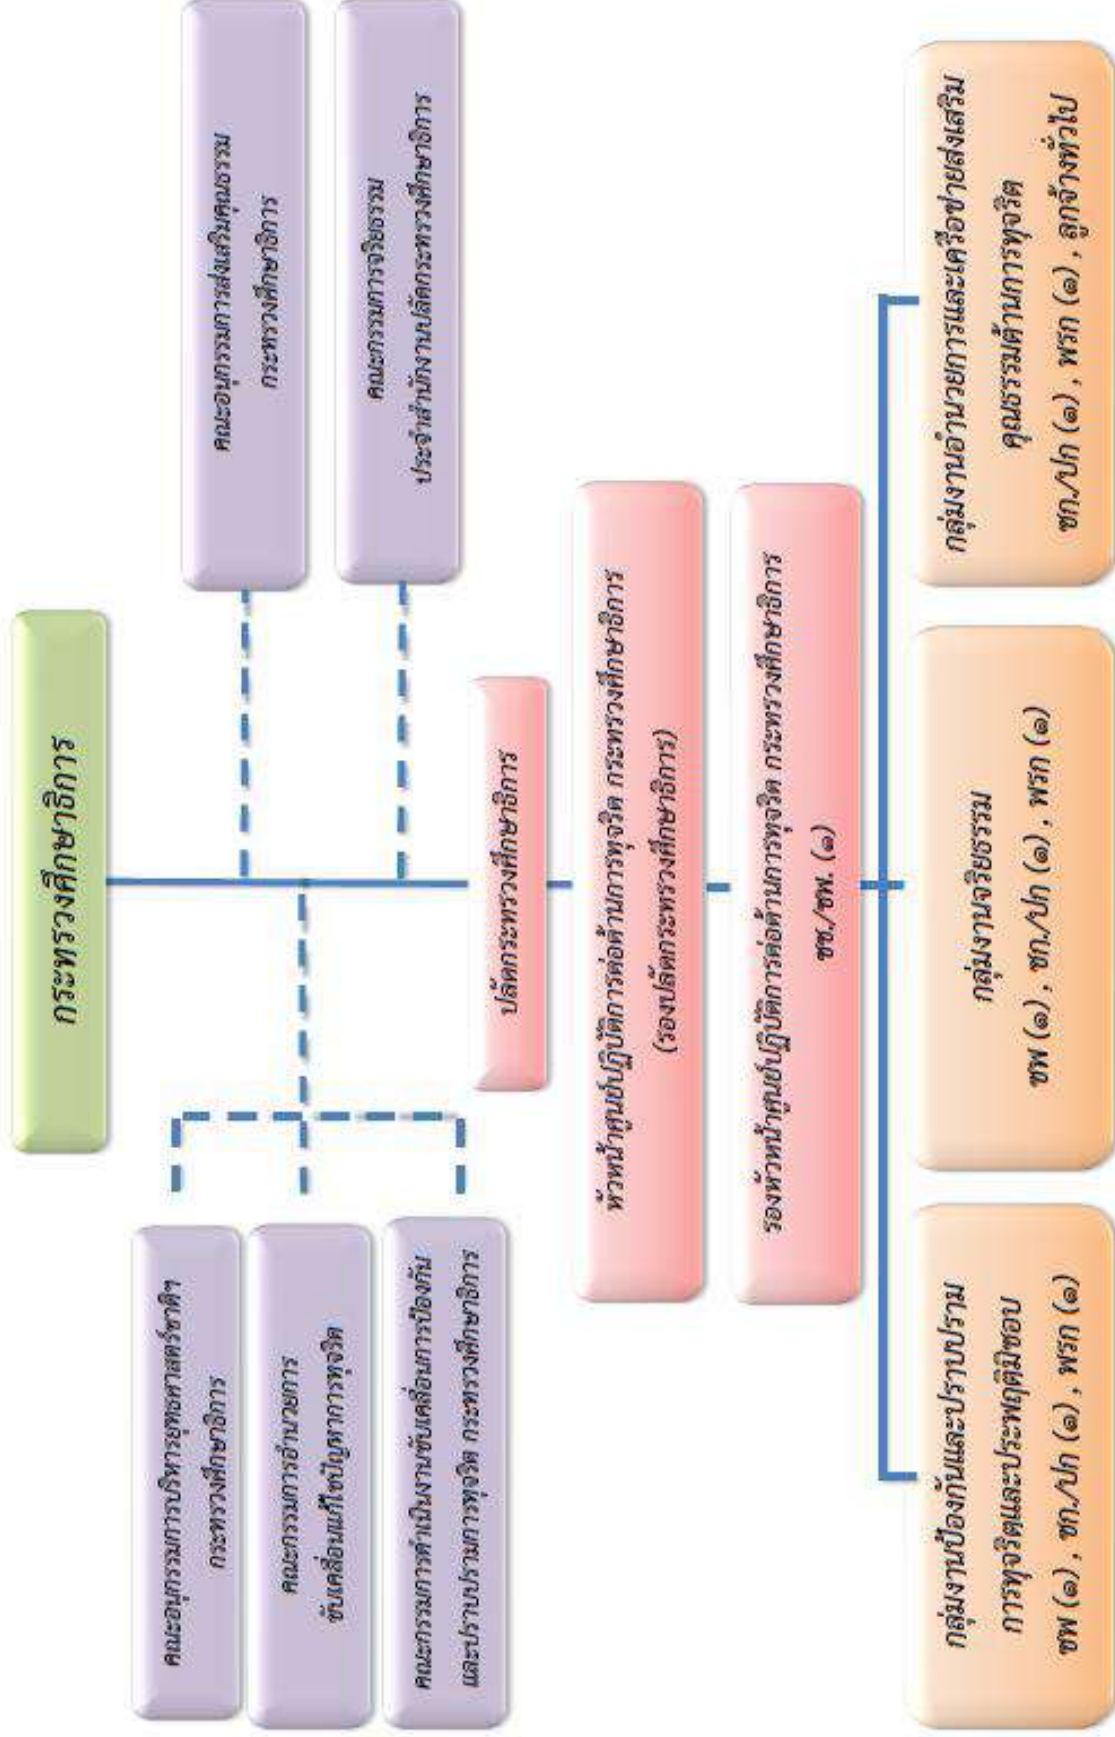 กระทรวงศึกษาธิการ
คณะอนุกรรมการบริหารยุทธศาสตร์ชาติฯ
กระทรวงศึกษาธิการ
คณะกรรมการอำนวยการ
ขับเคลื่อนแก้ไขปัญหาการทุจริต
คณะกรรมการดำเนินงานขับเคลื่อนการป้องกัน
และปราบปรามการทุจริต กระทรวงศึกษาธิการ
คณะอนุกรรมการส่งเสริมคุณธรรม
กระทรวงศึกษาธิการ
คณะกรรมการจริยธรรม
ประจำสำนักงานปลัดกระทรวงศึกษาธิการ
ปลัดกระทรวงศึกษาธิการ
หัวหน้าศูนย์ปฏิบัติการต่อต้านการทุจริต กระทรวงศึกษาธิการ
(รองปลัดกระทรวงศึกษาธิการ)
รองหัวหน้าศูนย์ปฏิบัติการต่อต้านการทุจริต กระทรวงศึกษาธิการ
ชช./ชพ. (๑)
กลุ่มงานป้องกันและปราบปราม
การทุจริตและประพฤติมิชอบ
ชพ (๑) , ชก./ปก (๑) , พรก (๑)
กลุ่มงานจริยธรรม
ชพ (๑) , ชก./ปก (๑) , พรก (๑)
กลุ่มงานอำนวยการและเครือข่ายส่งเสริม
คุณธรรมต้านการทุจริต
ชก./ปก (๑) , พรก (๑) , ลูกจ้างทั่วไป